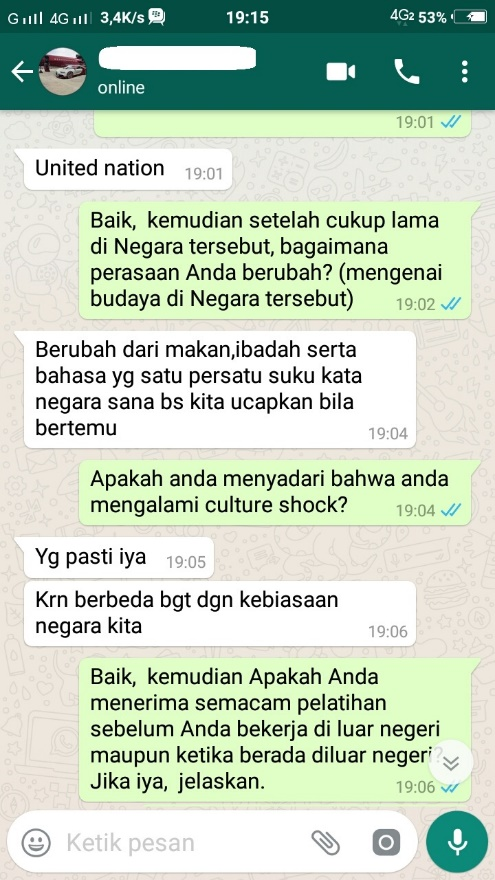 G 4G 3,4K/s 19:15 4G2 53%
online
19:01
United nation 19:01
Baik, kemudian setelah cukup lama
di Negara tersebut, bagaimana
perasaan Anda berubah? (mengenai
budaya di Negara tersebut) 19:02
Berubah dari makan,ibadah serta
bahasa yg satu persatu suku kata
negara sana bs kita ucapkan bila
bertemu 19:04
Apakah anda menyadari bahwa anda
mengalami culture shock? 19:04
Yg pasti iya 19:05
Krn berbeda bgt dgn kebiasaan
negara kita 19:06
Baik, kemudian Apakah Anda
menerima semacam pelatihan
sebelum Anda bekerja di luar negeri
maupun ketika berada diluar negeri?
Jika iya, jelaskan. 19:06
Ketik pesan